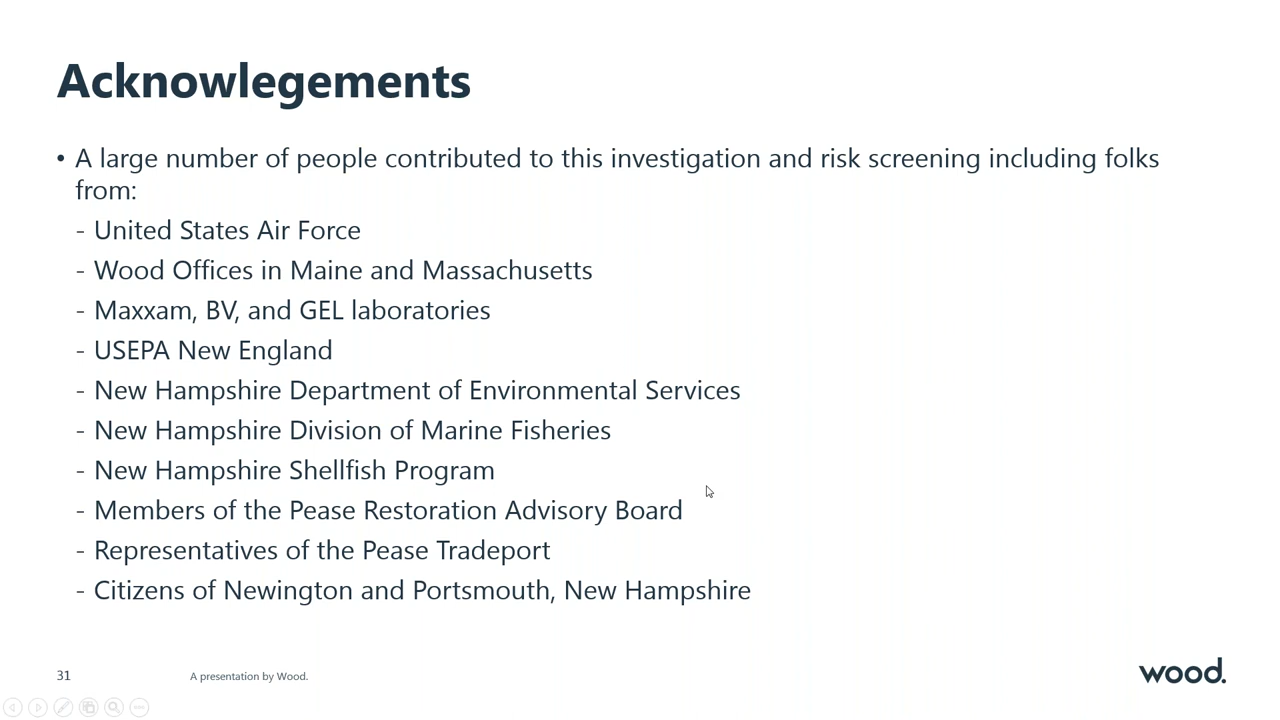 Acknowlegements
• A large number of people contributed to this investigation and risk screening including folks
from:
- United States Air Force
- Wood Offices in Maine and Massachusetts
- Maxxam, BV, and GEL laboratories
- USEPA New England
- New Hampshire Department of Environmental Services
- New Hampshire Division of Marine Fisheries
- New Hampshire Shellfish Program
- Members of the Pease Restoration Advisory Board
- Representatives of the Pease Tradeport
- Citizens of Newington and Portsmouth, New Hampshire
31
A presentation by Wood.
wood.